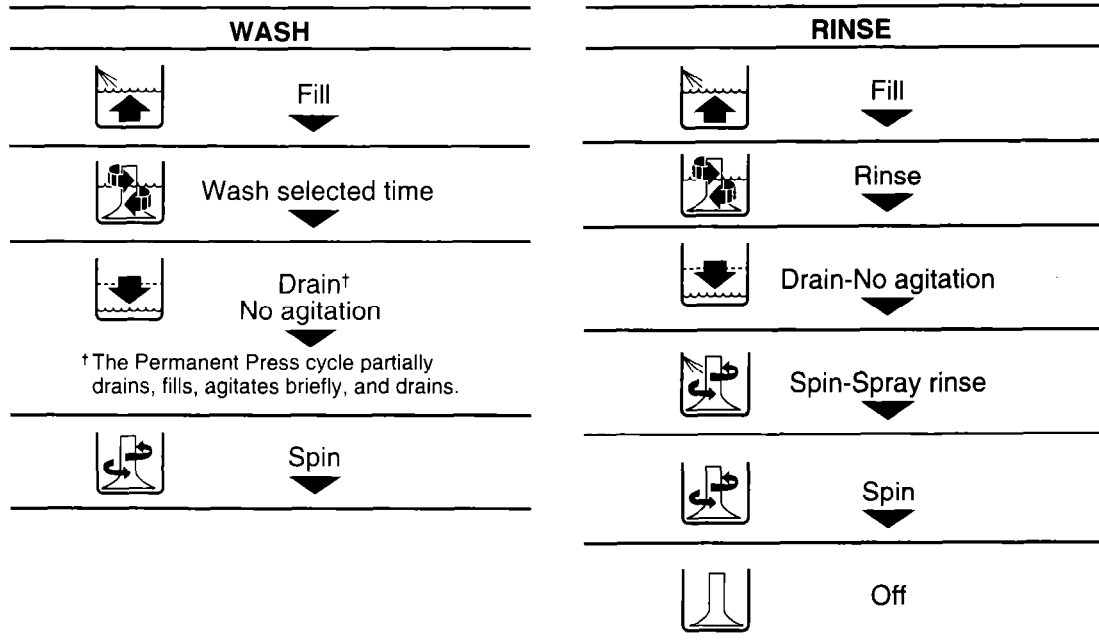 WASH
Fill
Wash selected time
Drain†
No agitation
† The Permanent Press cycle partially
drains, fills, agitates briefly, and drains.
Spin
RINSE
Fill
Rinse
Drain-No agitation
Spin-Spray rinse
Spin
Off